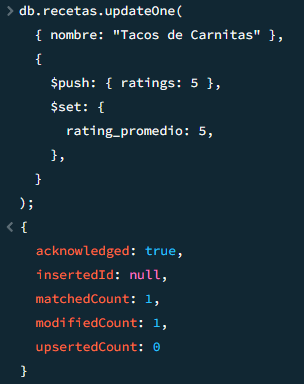 > db.recetas.updateOne(
{ nombre: "Tacos de Carnitas" },
{
$push: { ratings: 5 },
$set: {
rating_promedio: 5,
},
}
);
< {
acknowledged: true,
insertedId: null,
matchedCount: 1,
modifiedCount: 1,
upsertedCount: 0
}